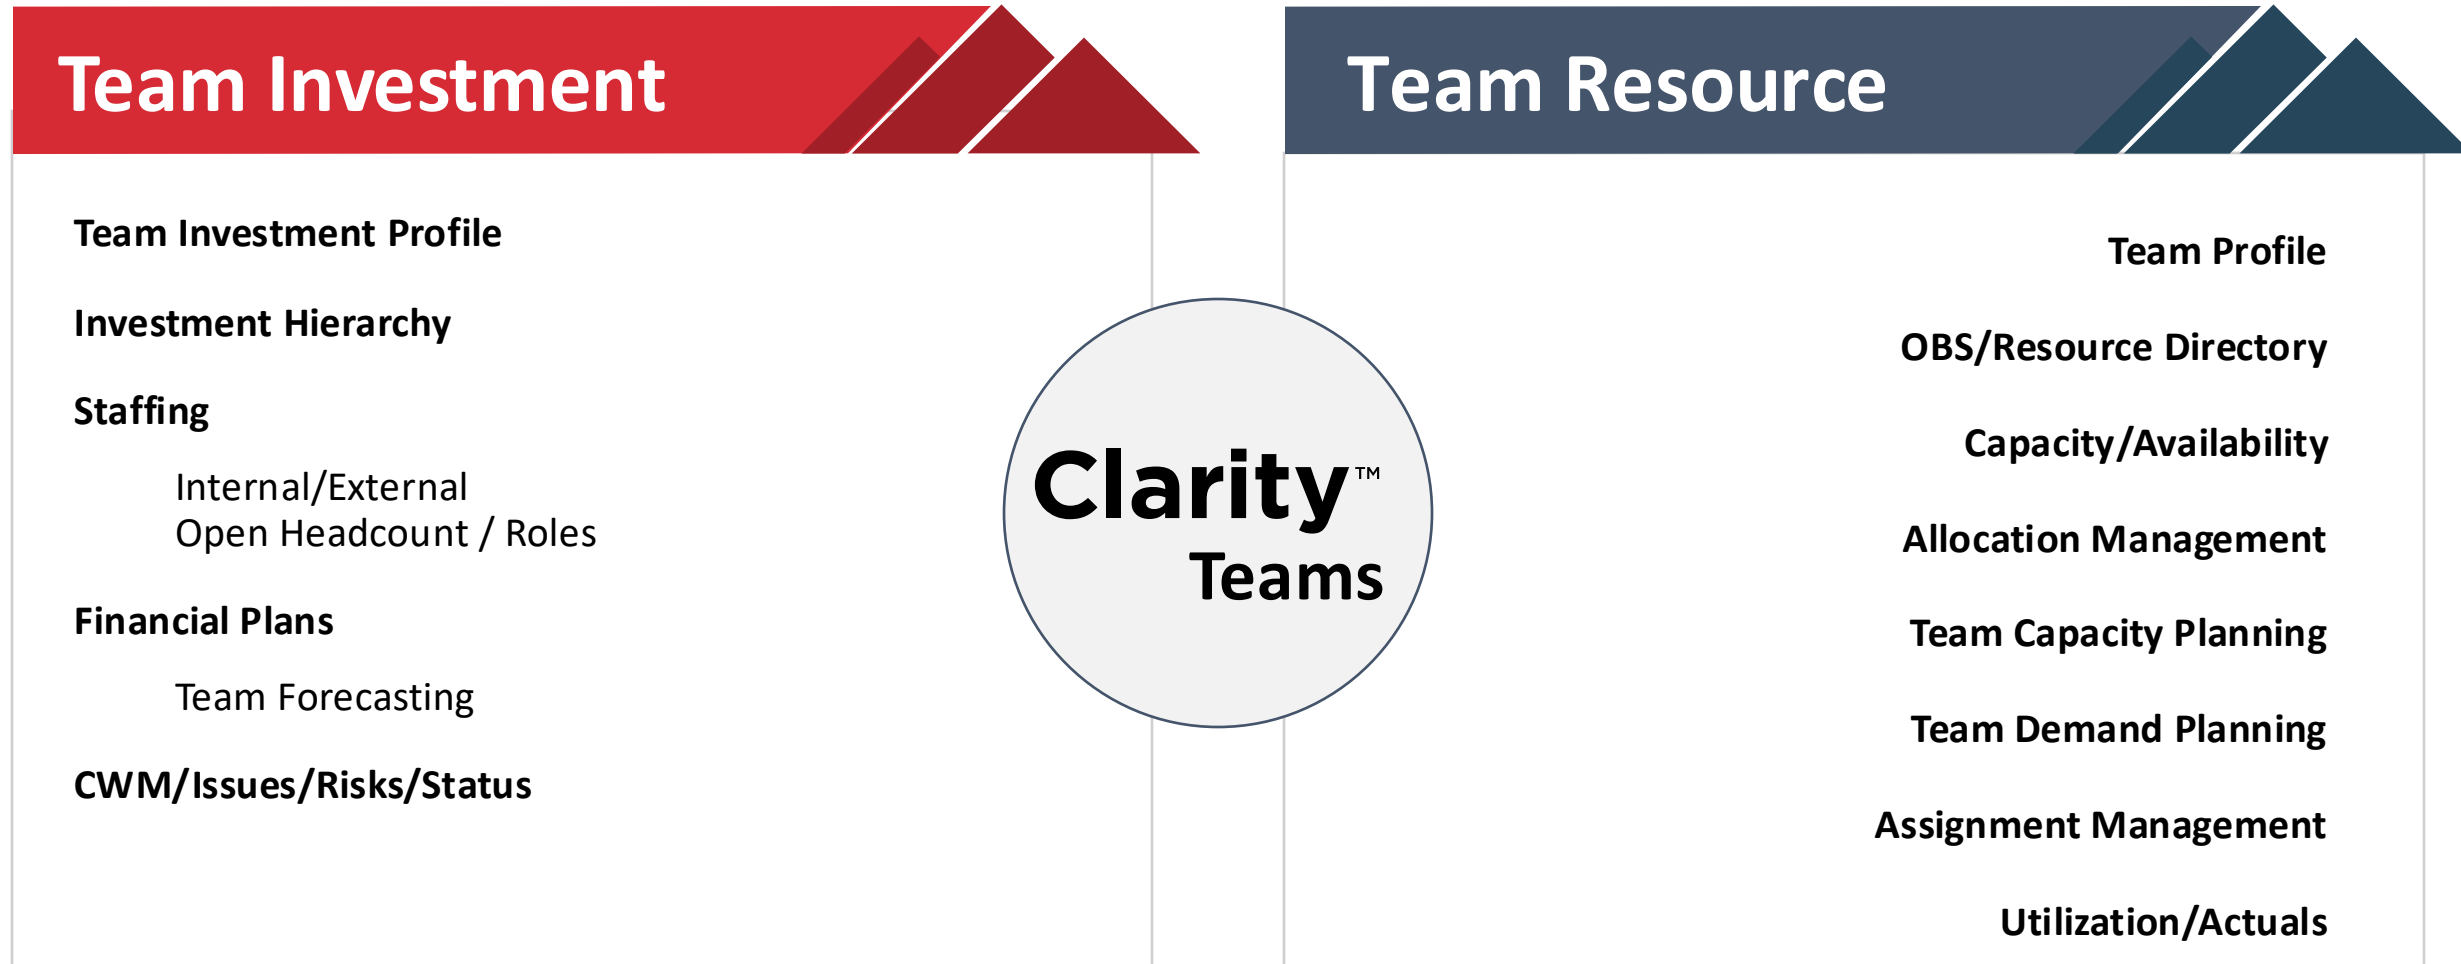 Team Investment
Team Investment Profile
Investment Hierarchy
Staffing
Internal/External
Open Headcount / Roles
Financial Plans
Team Forecasting
CWM/Issues/Risks/Status
Clarity™
Teams
Team Resource
Team Profile
OBS/Resource Directory
Capacity/Availability
Allocation Management
Team Capacity Planning
Team Demand Planning
Assignment Management
Utilization/Actuals